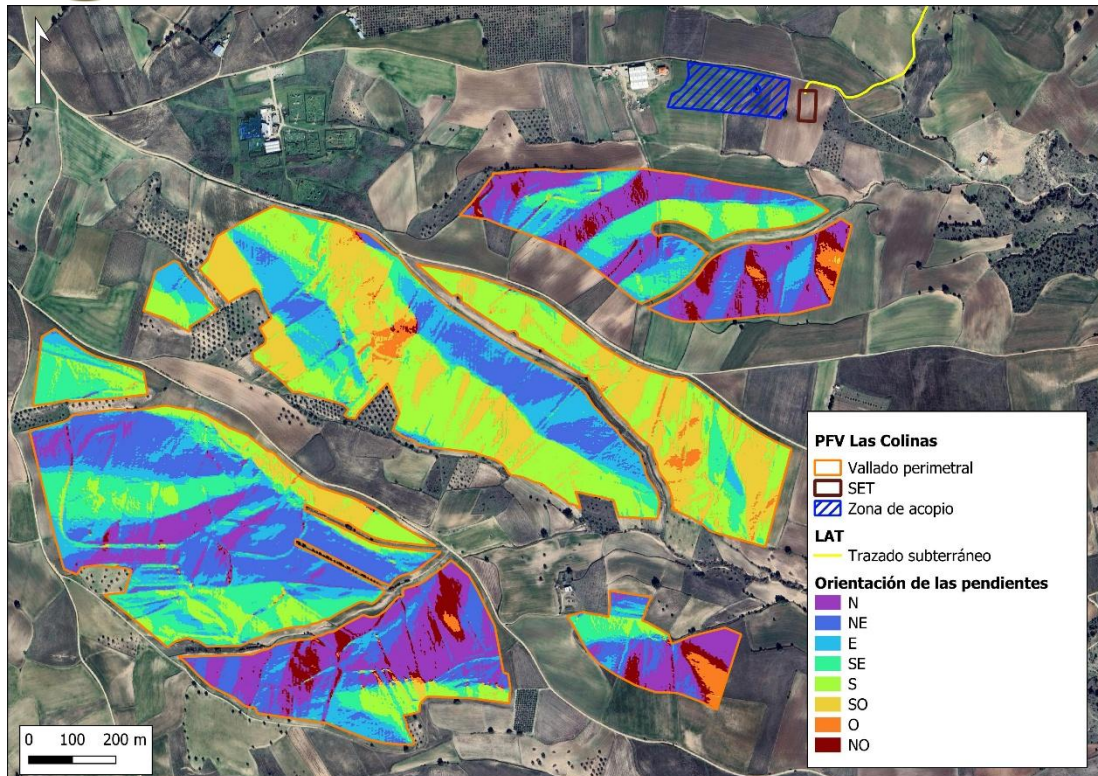 PFV Las Colinas
Vallado perimetral
SET
Zona de acopio
LAT
Trazado subterráneo
Orientación de las pendientes
N
NE
E
SE
S
SO
O
NO
0 100 200 m